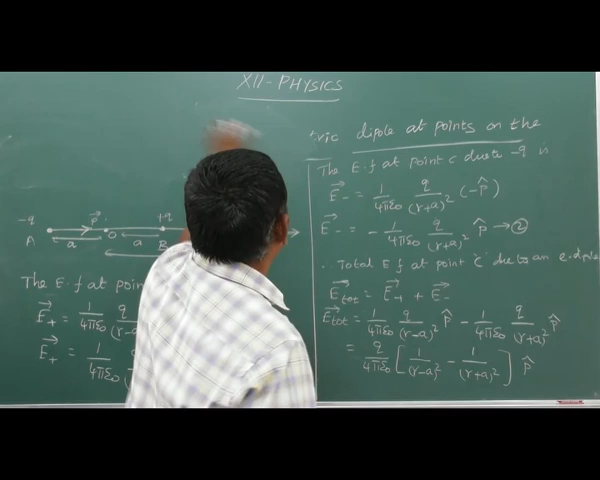 XII - PHYSICS
tric dipole at points on the
-q p⃗ +q
A a O a B
The E.f at poin
E⃗₊ = 1/4πε₀ q/(r-a)
E⃗₊ = 1/4πε₀
The E.f at point C due to -q is
E⃗₋ = 1/4πε₀ q/(r+a)² (-p̂)
E⃗₋ = - 1/4πε₀ q/(r+a)² p̂ → ②
Total E f at point 'C' due to an e.dipole
E⃗tot = E⃗₊ + E⃗₋
E⃗tot = 1/4πε₀ q/(r-a)² p̂ - 1/4πε₀ q/(r+a)² p̂
= q/4πε₀ [1/(r-a)² - 1/(r+a)²] p̂